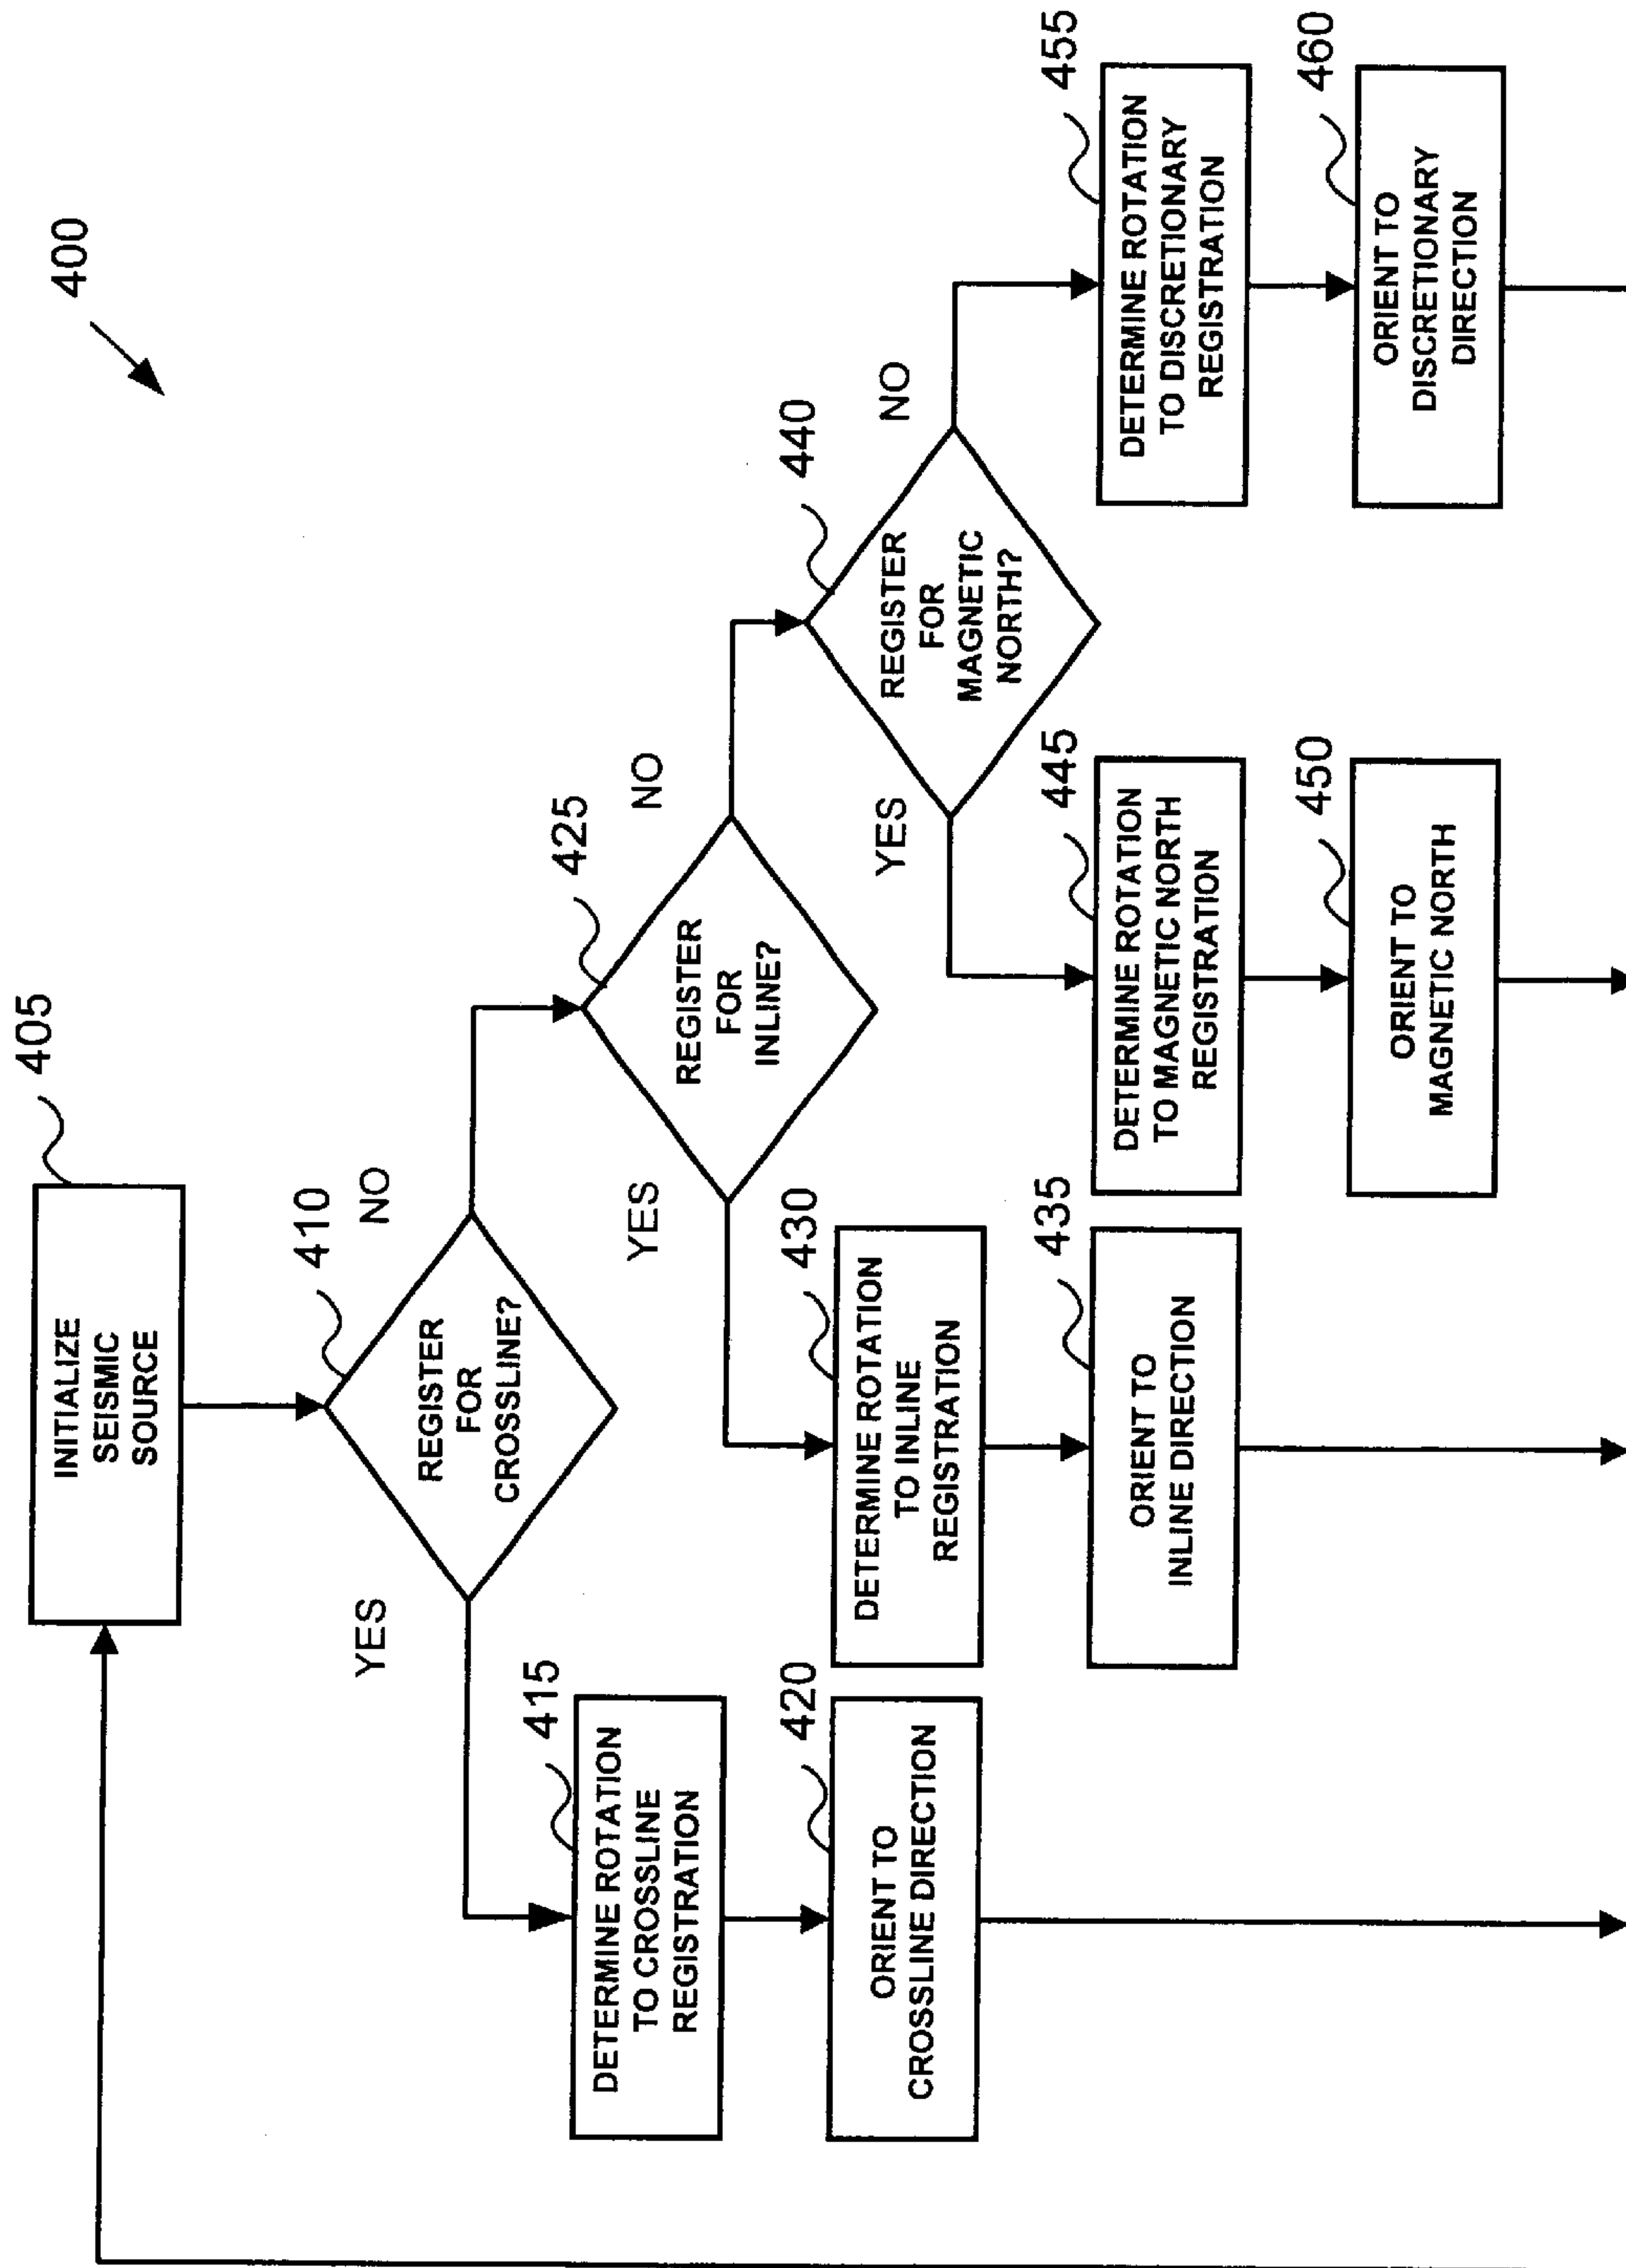 400
405
INITIALIZE
SEISMIC
SOURCE
410
REGISTER
FOR
CROSSLINE?
YES
NO
415
DETERMINE ROTATION
TO CROSSLINE
REGISTRATION
420
ORIENT TO
CROSSLINE DIRECTION
425
REGISTER
FOR
INLINE?
YES
NO
430
DETERMINE ROTATION
TO INLINE
REGISTRATION
435
ORIENT TO
INLINE DIRECTION
440
REGISTER
FOR
MAGNETIC
NORTH?
YES
NO
445
DETERMINE ROTATION
TO MAGNETIC NORTH
REGISTRATION
450
ORIENT TO
MAGNETIC NORTH
455
DETERMINE ROTATION
TO DISCRETIONARY
REGISTRATION
460
ORIENT TO
DISCRETIONARY
DIRECTION